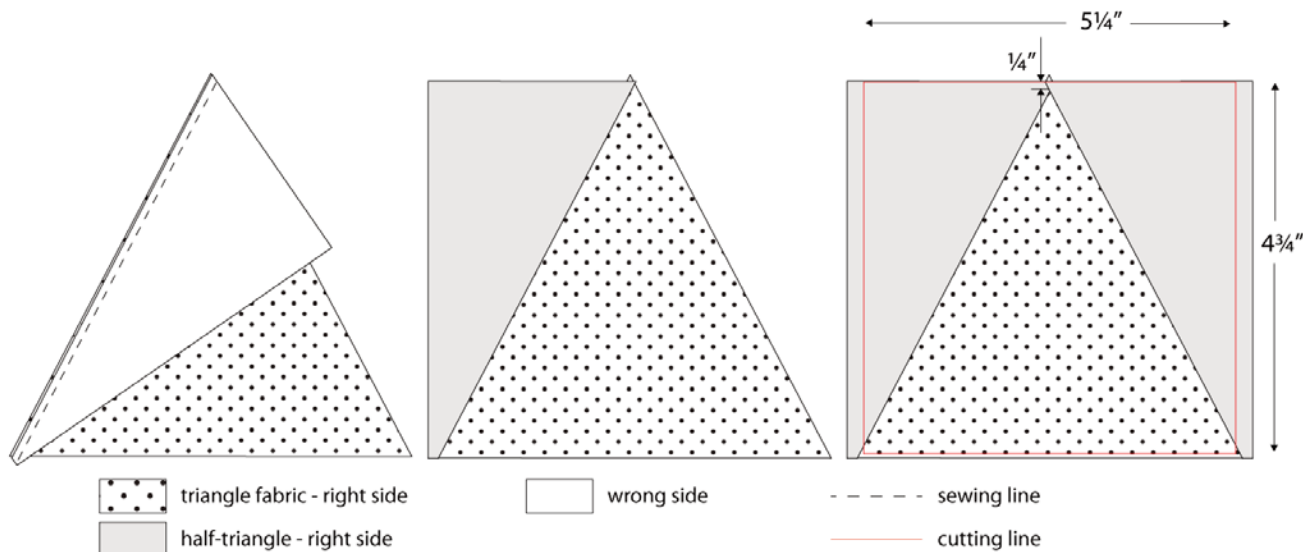 5¼″
¼″
4¾″
triangle fabric - right side
wrong side
sewing line
half-triangle - right side
cutting line